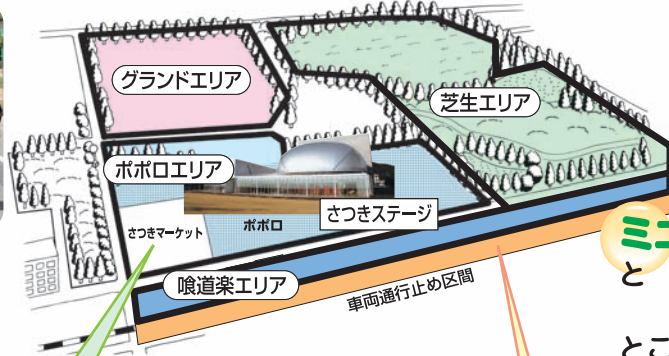 グランドエリア
芝生エリア
ポポロエリア
さつきステージ
さつきマーケット
ポポロ
喰道楽エリア
車両通行止め区間
ミニ
と
とこ